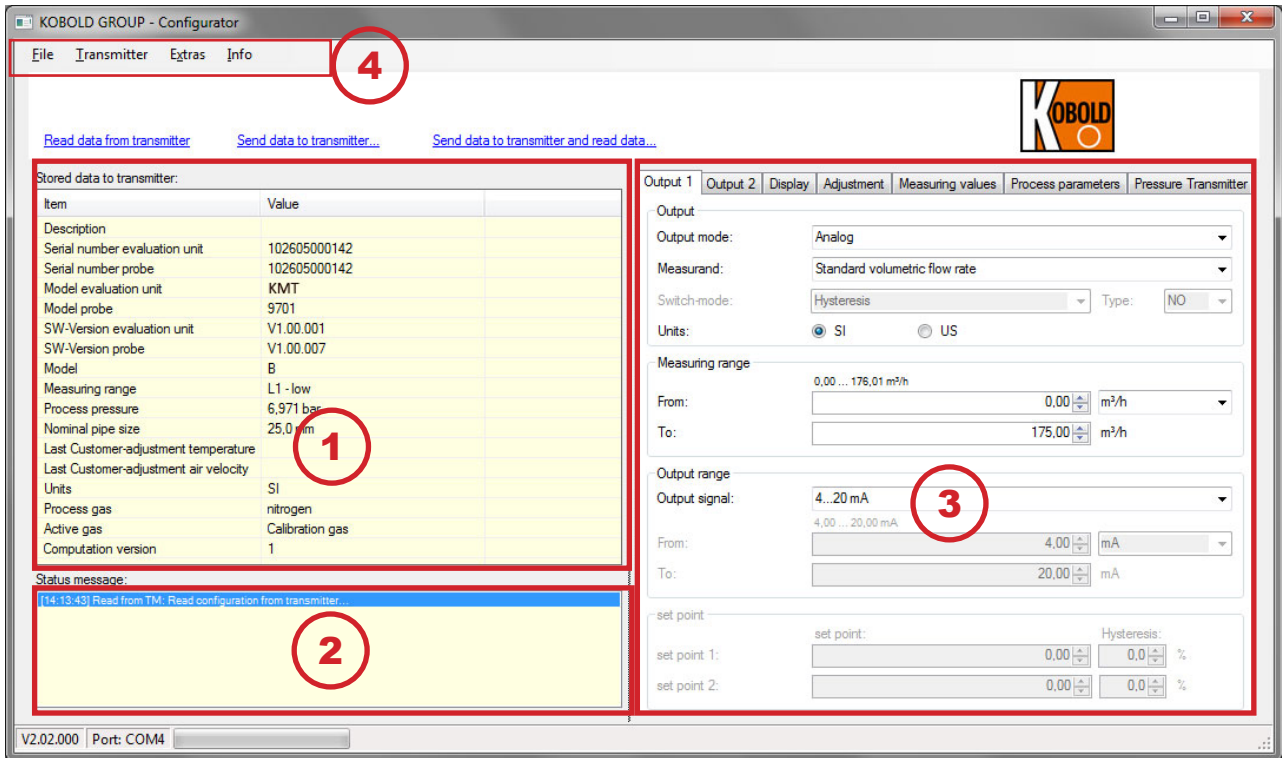 KOBOLD GROUP - Configurator
File Transmitter Extras Info
4
KOBOLD
Read data from transmitter Send data to transmitter... Send data to transmitter and read data...
Stored data to transmitter:
Item Value
Description
Serial number evaluation unit 102605000142
Serial number probe 102605000142
Model evaluation unit KMT
Model probe 9701
SW-Version evaluation unit V1.00.001
SW-Version probe V1.00.007
Model B
Measuring range L1 - low
Process pressure 6,971 bar
Nominal pipe size 25,0 mm
Last Customer-adjustment temperature
Last Customer-adjustment air velocity
Units SI
Process gas nitrogen
Active gas Calibration gas
Computation version 1
1
Status message:
[14:13:43] Read from TM: Read configuration from transmitter...
2
Output 1 Output 2 Display Adjustment Measuring values Process parameters Pressure Transmitter
Output
Output mode: Analog
Measurand: Standard volumetric flow rate
Switch-mode: Hysteresis Type: NO
Units: SI US
Measuring range
0,00 ... 176,01 m³/h
From: 0,00 m³/h
To: 175,00 m³/h
Output range
Output signal: 4...20 mA
4,00 ... 20,00 mA
From: 4,00 mA
To: 20,00 mA
3
set point
set point: Hysteresis:
set point 1: 0,00 0,0 %
set point 2: 0,00 0,0 %
V2.02.000 Port: COM4